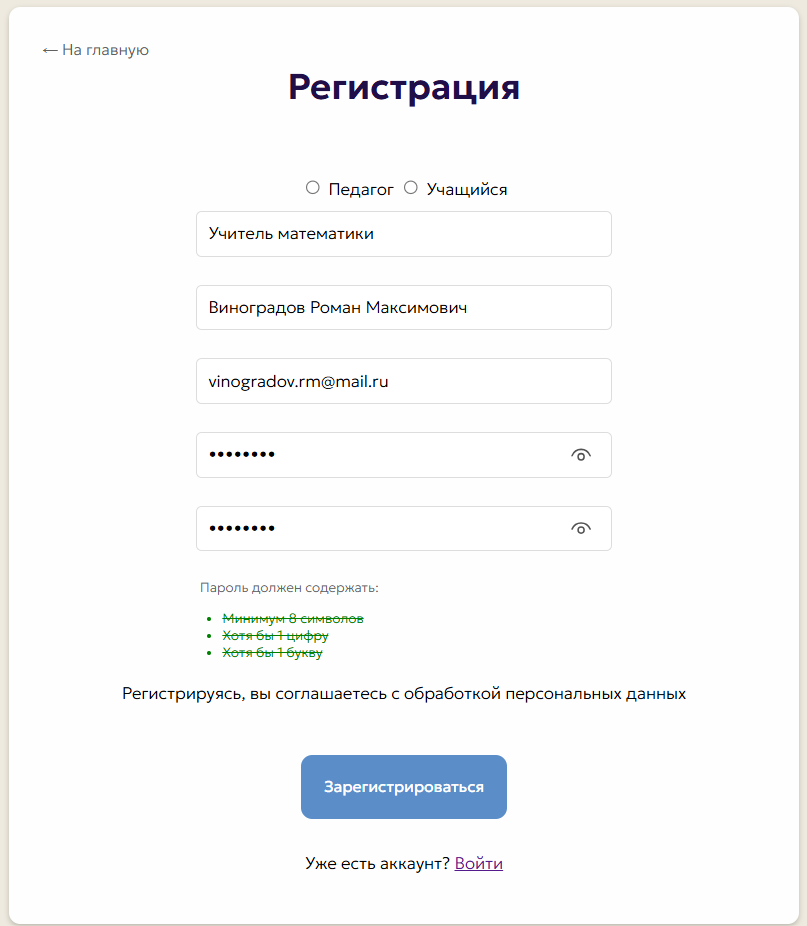 ← На главную
Регистрация
Педагог Учащийся
Учитель математики
Виноградов Роман Максимович
vinogradov.rm@mail.ru
••••••••
••••••••
Пароль должен содержать:
• Минимум 8 символов
• Хотя бы 1 цифру
• Хотя бы 1 букву
Регистрируясь, вы соглашаетесь с обработкой персональных данных
Зарегистрироваться
Уже есть аккаунт? Войти